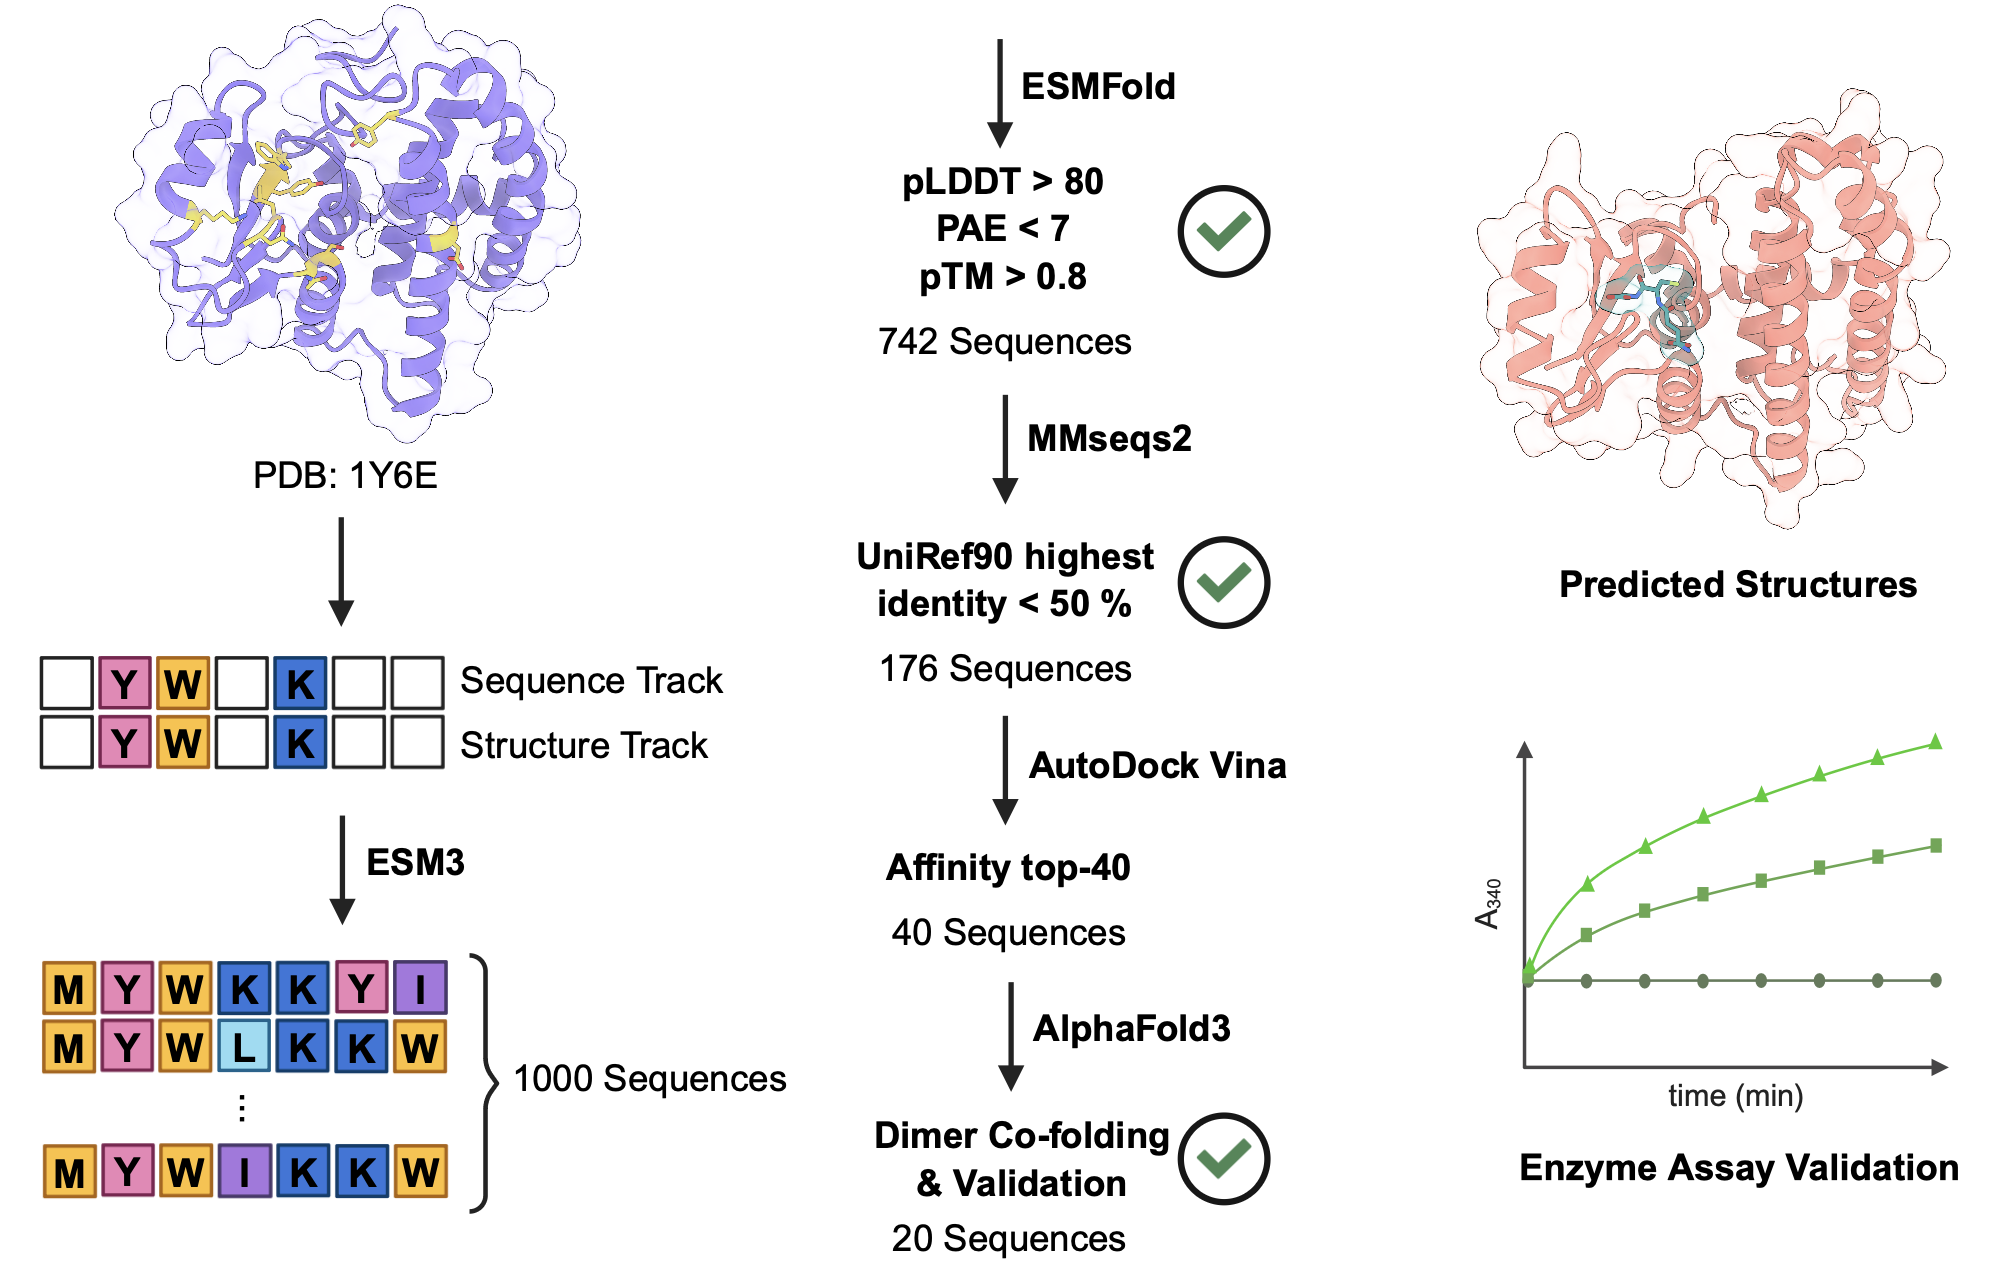 PDB: 1Y6E
Y W K Sequence Track
Y W K Structure Track
ESM3
M Y W K K Y I
M Y W L K K W
⋮
M Y W I K K W
1000 Sequences
ESMFold
pLDDT > 80
PAE < 7
pTM > 0.8
742 Sequences
MMseqs2
UniRef90 highest
identity < 50 %
176 Sequences
AutoDock Vina
Affinity top-40
40 Sequences
AlphaFold3
Dimer Co-folding
& Validation
20 Sequences
Predicted Structures
A340
time (min)
Enzyme Assay Validation